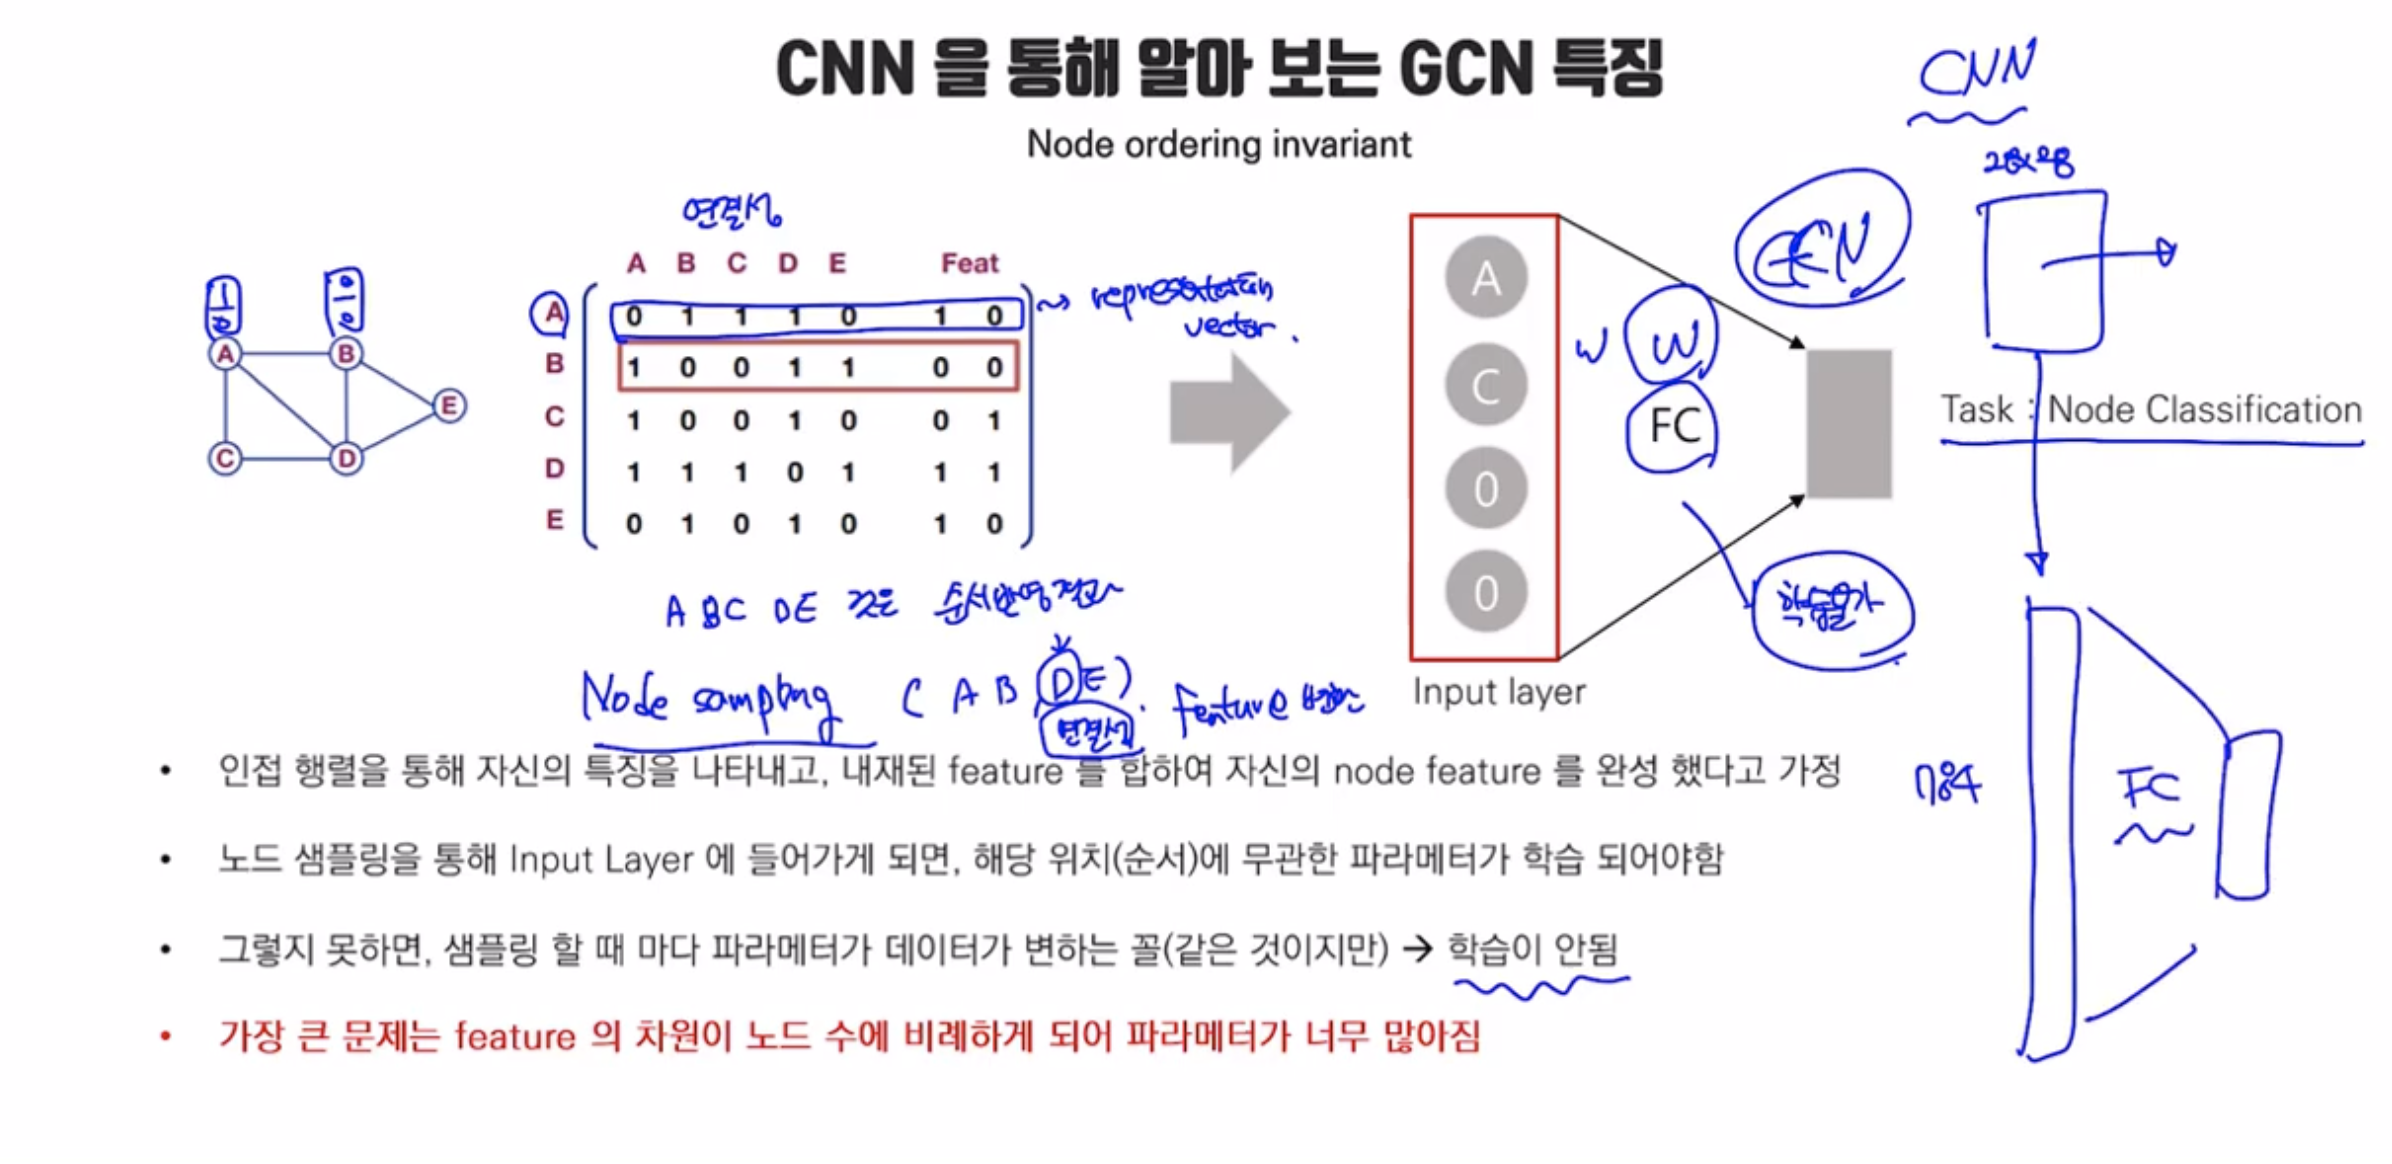 CNN 을 통해 알아 보는 GCN 특징
CNN
Node ordering invariant
28x28
연결성
A B C D E Feat
A 0 1 1 1 0 1 0
representation
vector.
B 1 0 0 1 1 0 0
C 1 0 0 1 0 0 1
D 1 1 1 0 1 1 1
E 0 1 0 1 0 1 0
A
B
E
C
D
A
C
0
0
Input layer
W W
FC
Task : Node Classification
학습불가
A B C D E 같은 순서반영
Node sampling C A B D E
연결성
Feature 변환
• 인접 행렬을 통해 자신의 특징을 나타내고, 내재된 feature 를 합하여 자신의 node feature 를 완성 했다고 가정
784
FC
• 노드 샘플링을 통해 Input Layer 에 들어가게 되면, 해당 위치(순서)에 무관한 파라메터가 학습 되어야함
• 그렇지 못하면, 샘플링 할 때 마다 파라메터가 데이터가 변하는 꼴(같은 것이지만) → 학습이 안됨
• 가장 큰 문제는 feature 의 차원이 노드 수에 비례하게 되어 파라메터가 너무 많아짐